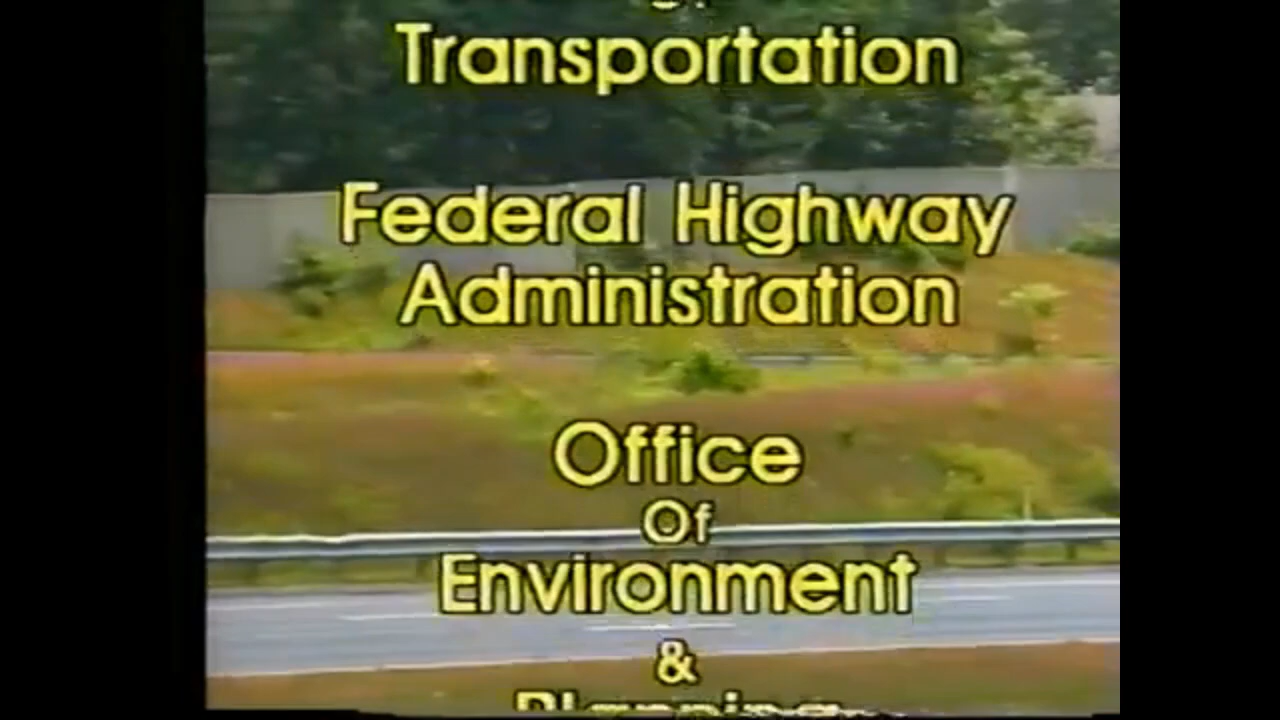 Transportation
Federal Highway
Administration
Office
Of
Environment
&